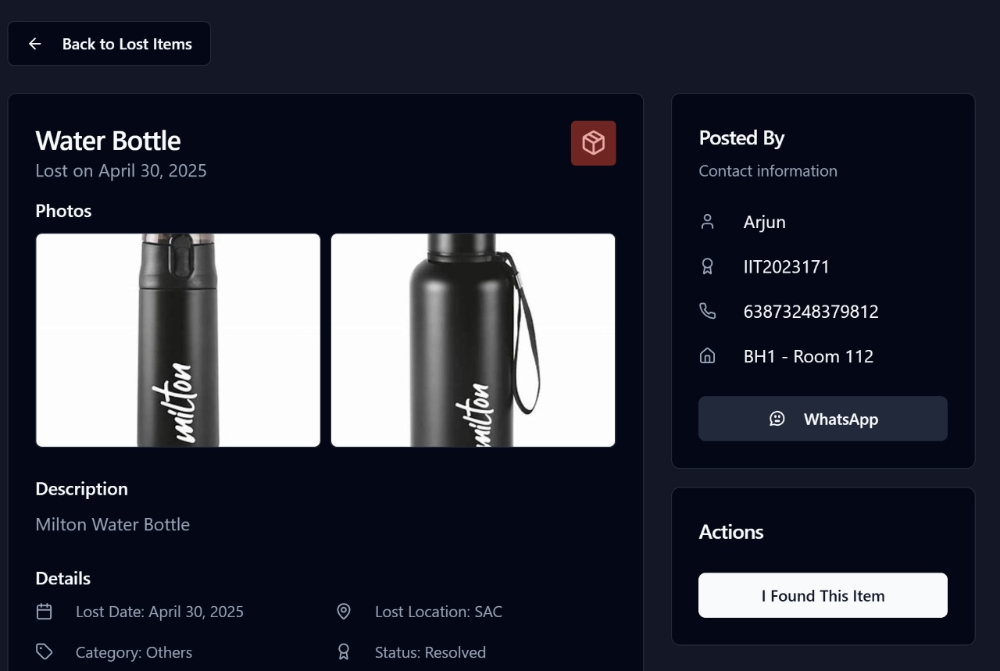 Back to Lost Items
Water Bottle
Lost on April 30, 2025
Photos
milton
milton
Description
Milton Water Bottle
Details
Lost Date: April 30, 2025
Lost Location: SAC
Category: Others
Status: Resolved
Posted By
Contact information
Arjun
IIT2023171
63873248379812
BH1 - Room 112
WhatsApp
Actions
I Found This Item